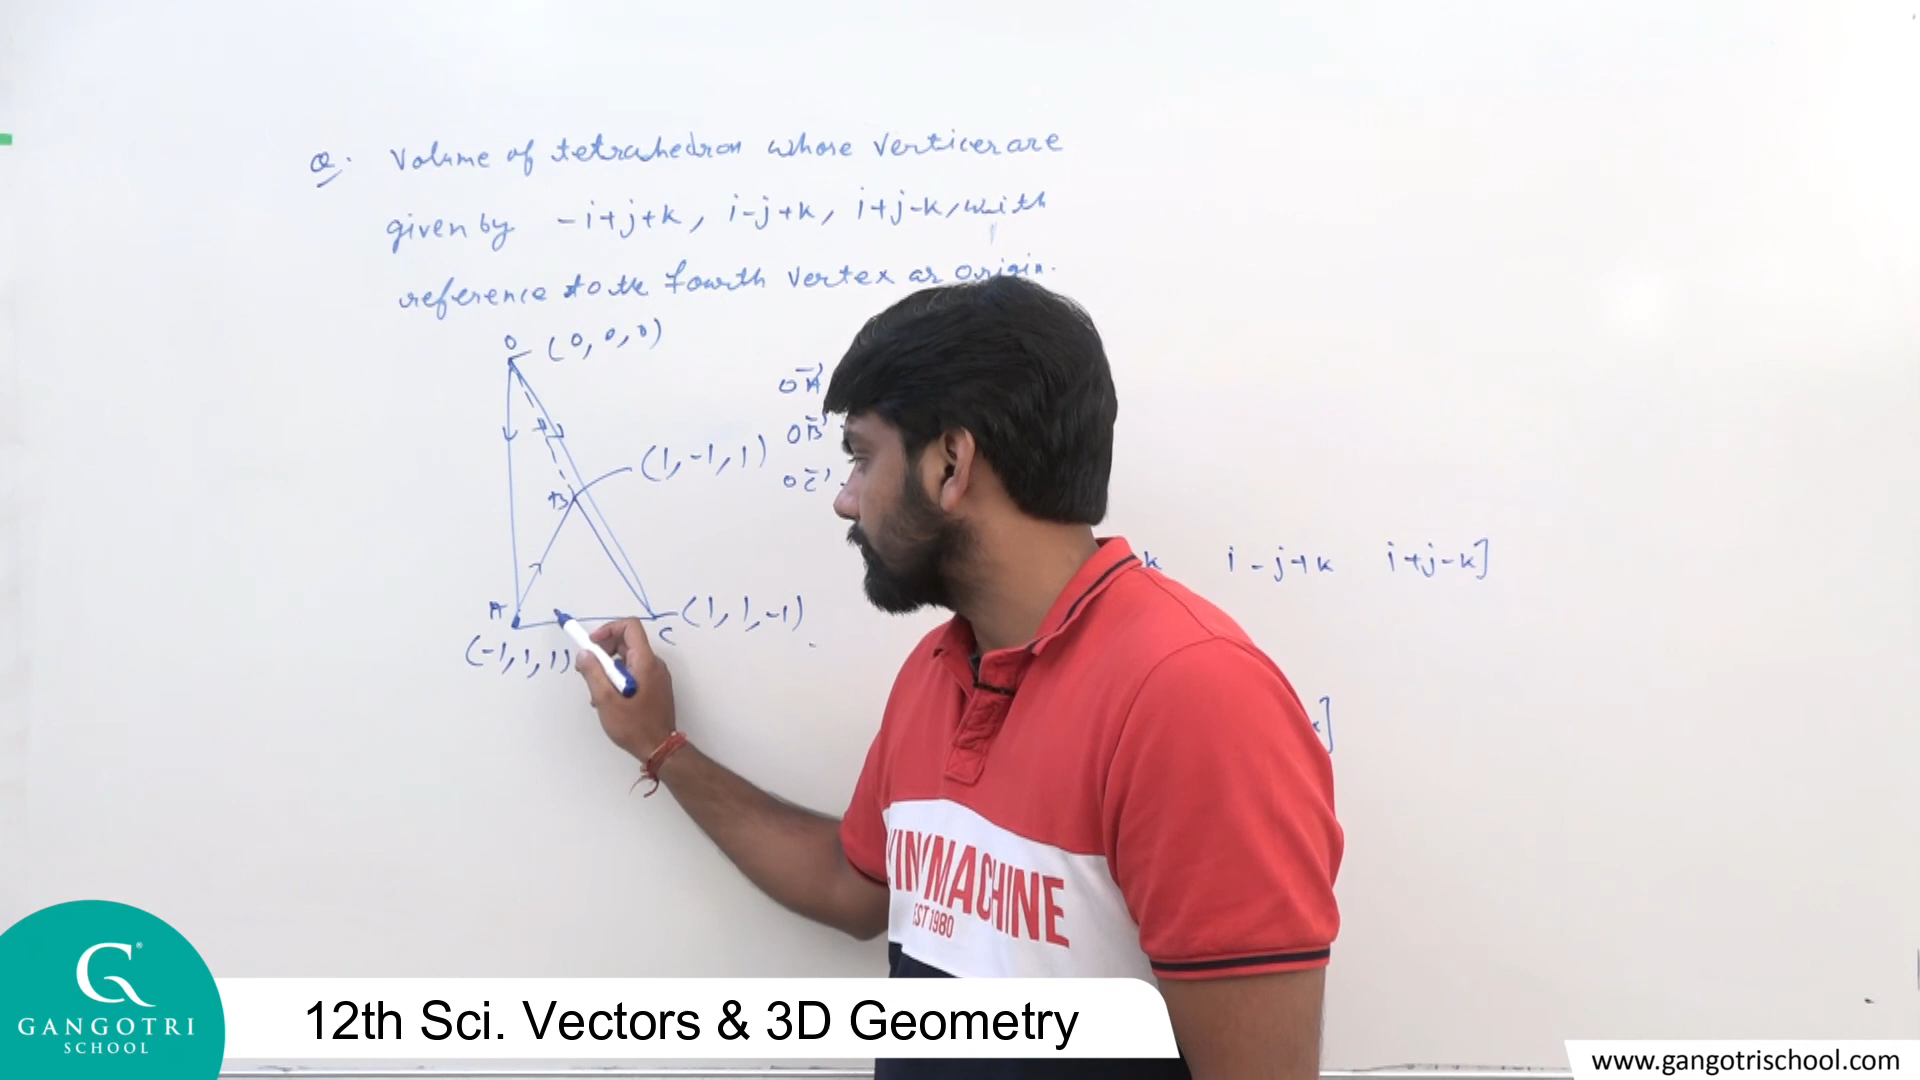 Q. Volume of tetrahedron whose vertices are
given by -i+j+k, i-j+k, i+j-k, with
reference to the fourth vertex as origin.
O (0, 0, 0)
OA
OB
OC
B (1, -1, 1)
k i-j+k i+j-k]
A
(-1, 1, 1)
C (1, 1, -1)
]
VIN MACHINE
EST 1980
G®
GANGOTRI
SCHOOL
12th Sci. Vectors & 3D Geometry
www.gangotrischool.com